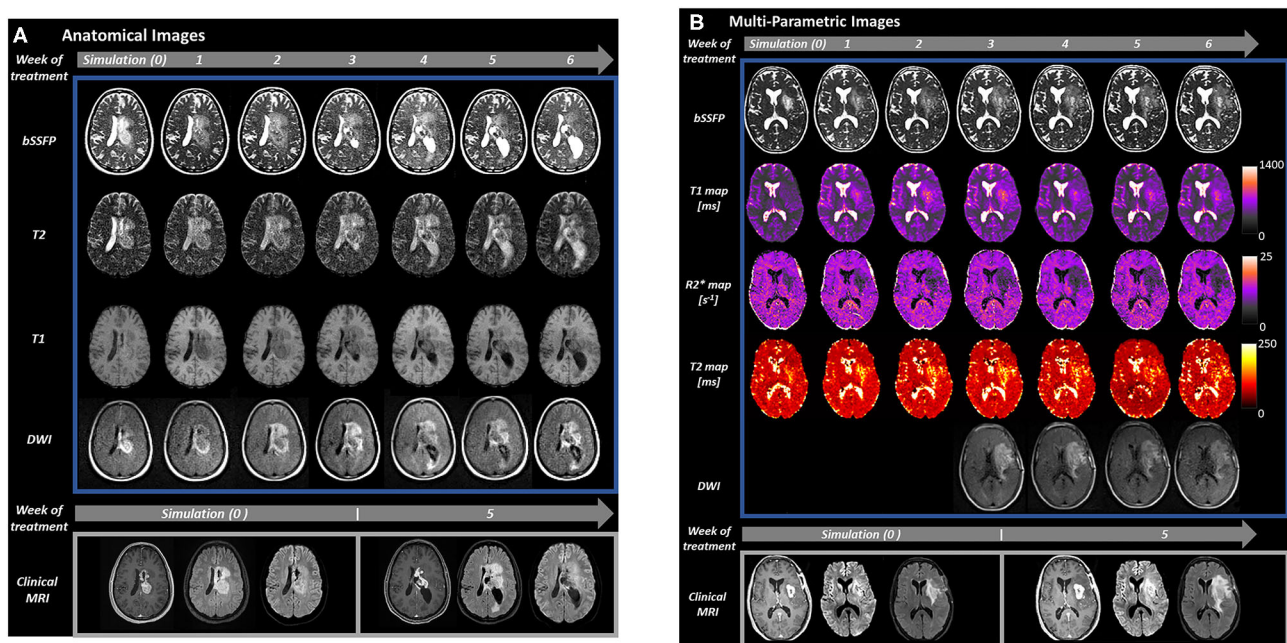 A Anatomical Images
Week of treatment Simulation (0) 1 2 3 4 5 6
bSSFP
T2
T1
DWI
Week of treatment Simulation (0) 5
Clinical MRI
B Multi-Parametric Images
Week of treatment Simulation (0) 1 2 3 4 5 6
bSSFP
T1 map [ms] 1400 0
R2* map [s-1] 25 0
T2 map [ms] 250 0
DWI
Week of treatment Simulation (0) 5
Clinical MRI